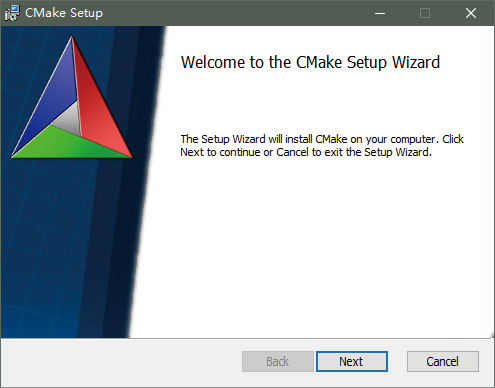 CMake Setup
Welcome to the CMake Setup Wizard
The Setup Wizard will install CMake on your computer. Click
Next to continue or Cancel to exit the Setup Wizard.
Back
Next
Cancel